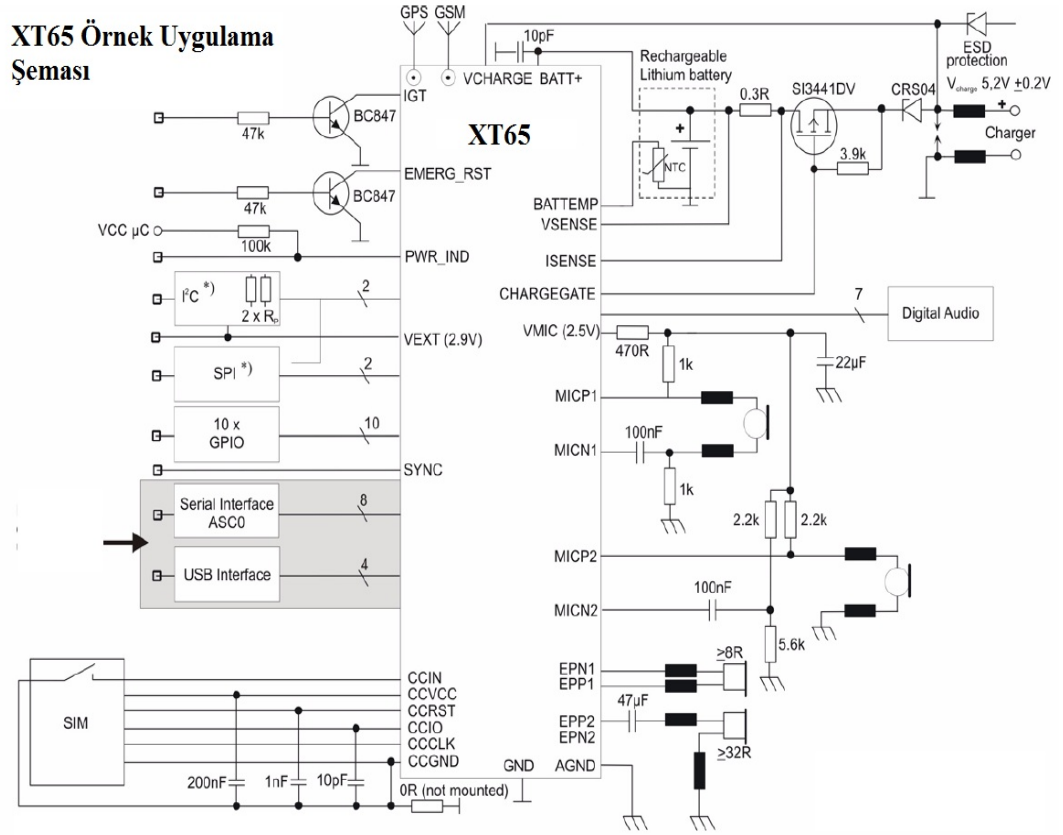 XT65 Örnek Uygulama
Şeması
GPS GSM
10pF
VCHARGE BATT+
Rechargeable
Lithium battery
ESD
protection
Vcharge 5,2V ±0.2V
0.3R
SI3441DV
CRS04
+
Charger
3.9k
IGT
BC847
47k
XT65
+
NTC
EMERG_RST
BC847
47k
BATTEMP
VSENSE
VCC µC
100k
PWR_IND
ISENSE
I²C *)
2 x Rp
2
CHARGEGATE
7
Digital Audio
VEXT (2.9V)
VMIC (2.5V)
470R
1k
22µF
SPI *)
2
MICP1
10 x
GPIO
10
MICN1
100nF
SYNC
1k
Serial Interface
ASC0
8
2.2k
2.2k
USB Interface
4
MICP2
100nF
MICN2
5.6k
SIM
CCIN
CCVCC
CCRST
CCIO
CCCLK
CCGND
EPN1
EPP1
≥8R
47µF
EPP2
EPN2
≥32R
200nF
1nF
10pF
GND
AGND
0R (not mounted)